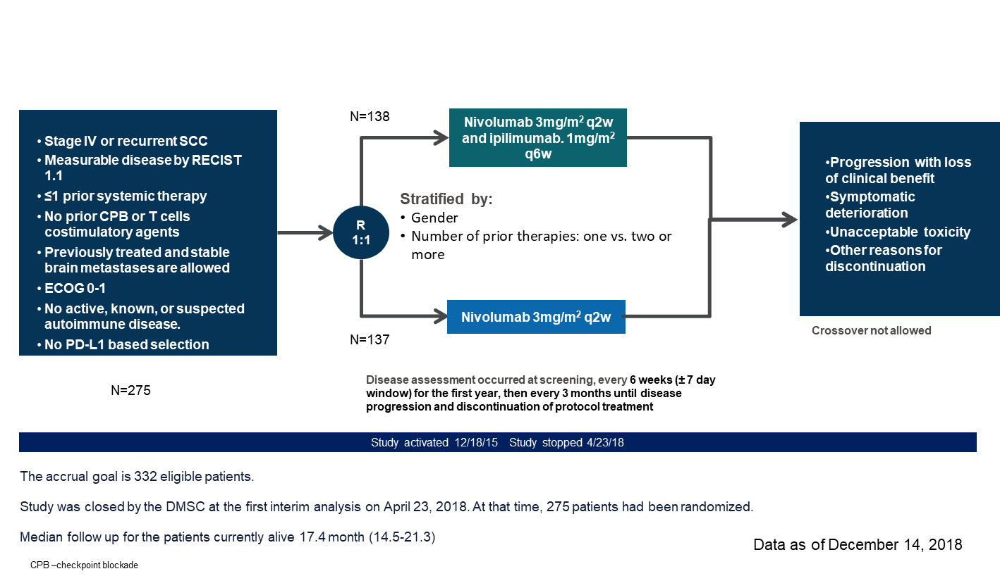 • Stage IV or recurrent SCC
• Measurable disease by RECIST
1.1
• ≤1 prior systemic therapy
• No prior CPB or T cells
costimulatory agents
• Previously treated and stable
brain metastases are allowed
• ECOG 0-1
• No active, known, or suspected
autoimmune disease.
• No PD-L1 based selection
N=275
R
1:1
N=138
Nivolumab 3mg/m² q2w
and ipilimumab. 1mg/m²
q6w
Stratified by:
• Gender
• Number of prior therapies: one vs. two or
more
Nivolumab 3mg/m² q2w
N=137
•Progression with loss
of clinical benefit
•Symptomatic
deterioration
•Unacceptable toxicity
•Other reasons for
discontinuation
Crossover not allowed
Disease assessment occurred at screening, every 6 weeks (± 7 day
window) for the first year, then every 3 months until disease
progression and discontinuation of protocol treatment
Study activated 12/18/15 Study stopped 4/23/18
The accrual goal is 332 eligible patients.
Study was closed by the DMSC at the first interim analysis on April 23, 2018. At that time, 275 patients had been randomized.
Median follow up for the patients currently alive 17.4 month (14.5-21.3)
Data as of December 14, 2018
CPB –checkpoint blockade